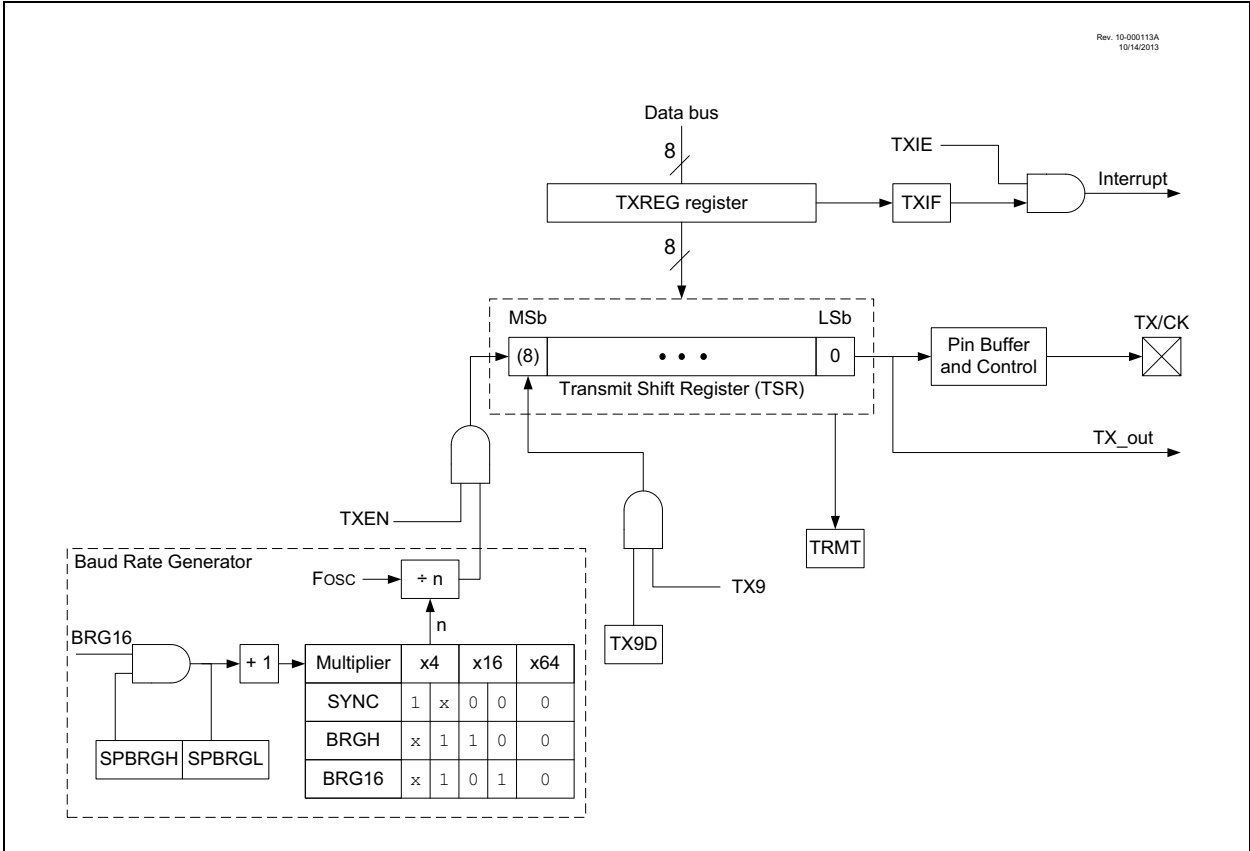 Rev. 10-000113A
10/14/2013
Data bus
8
TXIE
Interrupt
TXREG register
TXIF
8
MSb
LSb
TX/CK
(8)
• • •
0
Pin Buffer
and Control
Transmit Shift Register (TSR)
TX_out
TXEN
TRMT
Baud Rate Generator
FOSC
÷ n
TX9
n
TX9D
BRG16
+ 1
Multiplier x4 x16 x64
SYNC 1 x 0 0 0
BRGH x 1 1 0 0
BRG16 x 1 0 1 0
SPBRGH SPBRGL